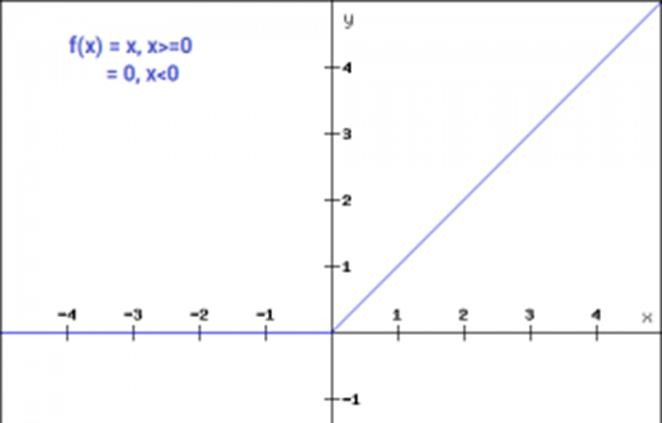 f(x) = x, x>=0
= 0, x<0
y
4
3
2
1
-4 -3 -2 -1 1 2 3 4 x
-1